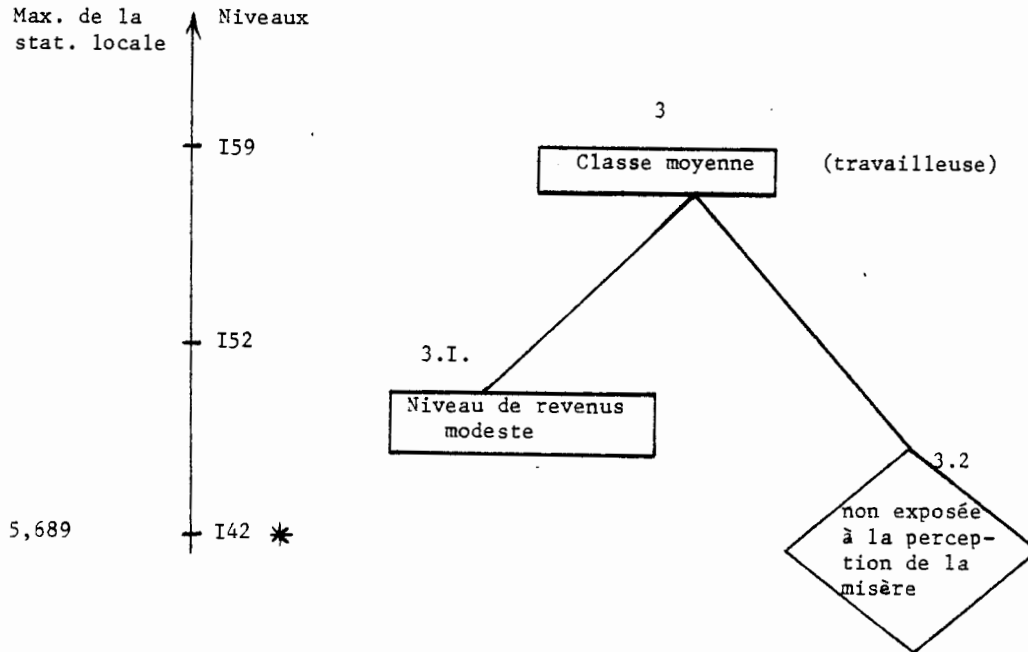 Max. de la
stat. locale
Niveaux
3
I59
Classe moyenne
(travailleuse)
I52
3.I.
Niveau de revenus
modeste
3.2
5,689
I42 *
non exposée
à la percep-
tion de la
misère